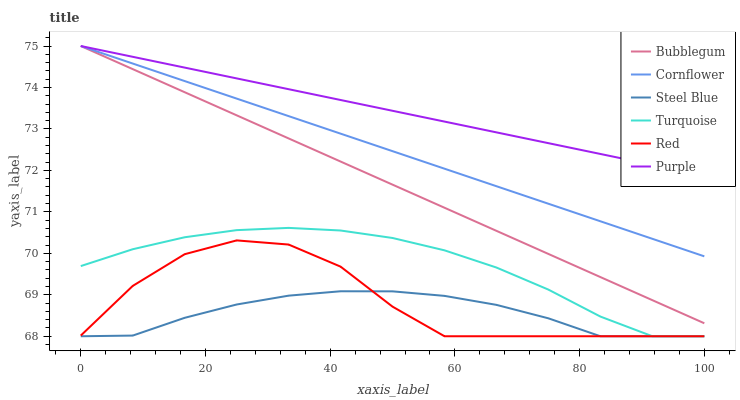 title
75
74
73
72
71
70
69
68
yaxis_label
0 20 40 60 80 100
xaxis_label
Bubblegum
Cornflower
Steel Blue
Turquoise
Red
Purple